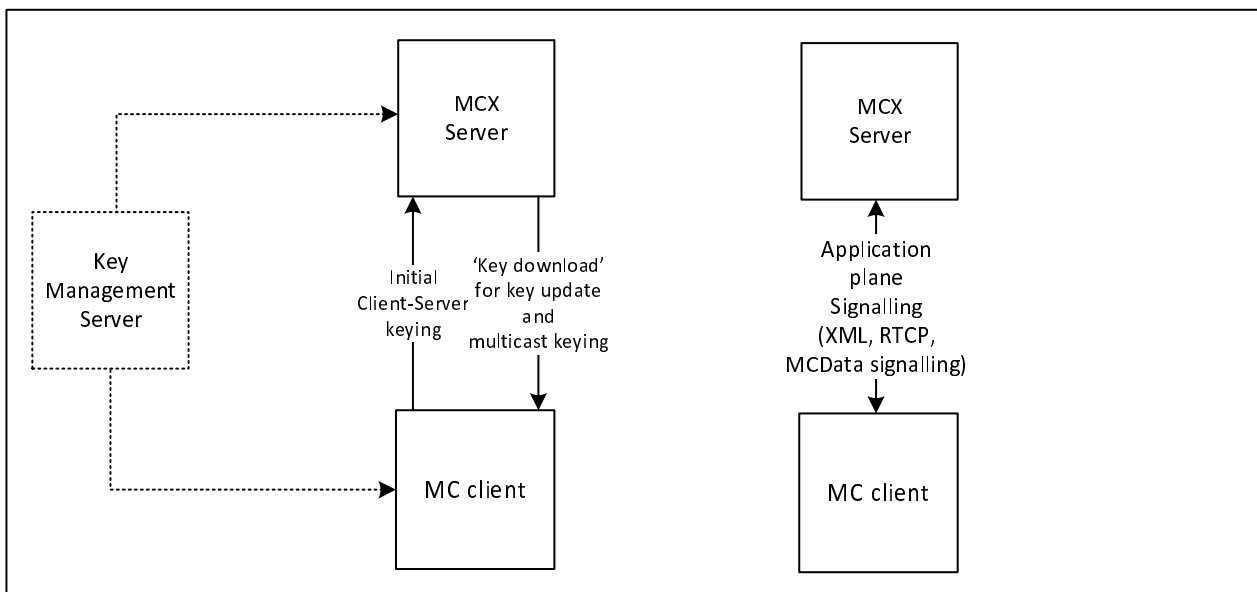 MCX
Server
Key
Management
Server
Initial
Client-Server
keying
‘Key download’
for key update
and
multicast keying
MC client
MCX
Server
Application
plane
Signalling
(XML, RTCP,
MCData signalling)
MC client